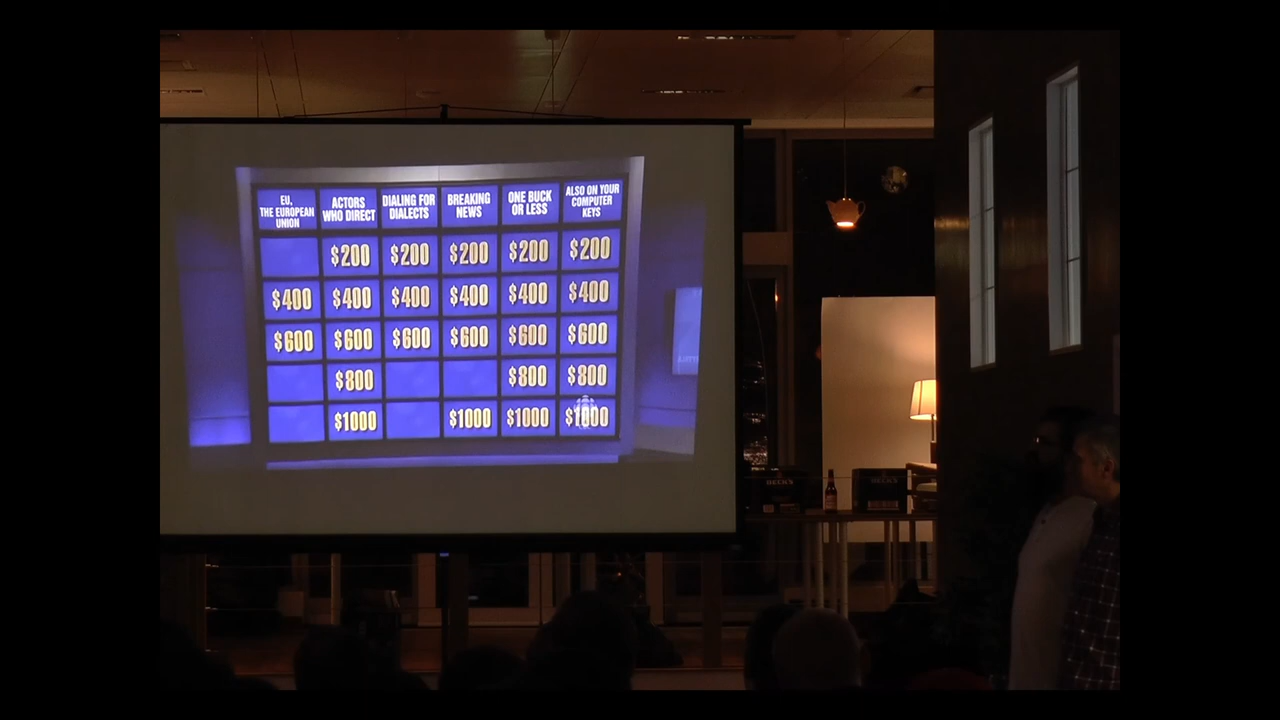 EU,
THE EUROPEAN
UNION
ACTORS
WHO DIRECT
DIALING FOR
DIALECTS
BREAKING
NEWS
ONE BUCK
OR LESS
ALSO ON YOUR
COMPUTER
KEYS
$200 $200 $200 $200 $200
$400 $400 $400 $400 $400 $400
$600 $600 $600 $600 $600 $600
$800 $800 $800
$1000 $1000 $1000 $1000
BECK'S
BECK'S